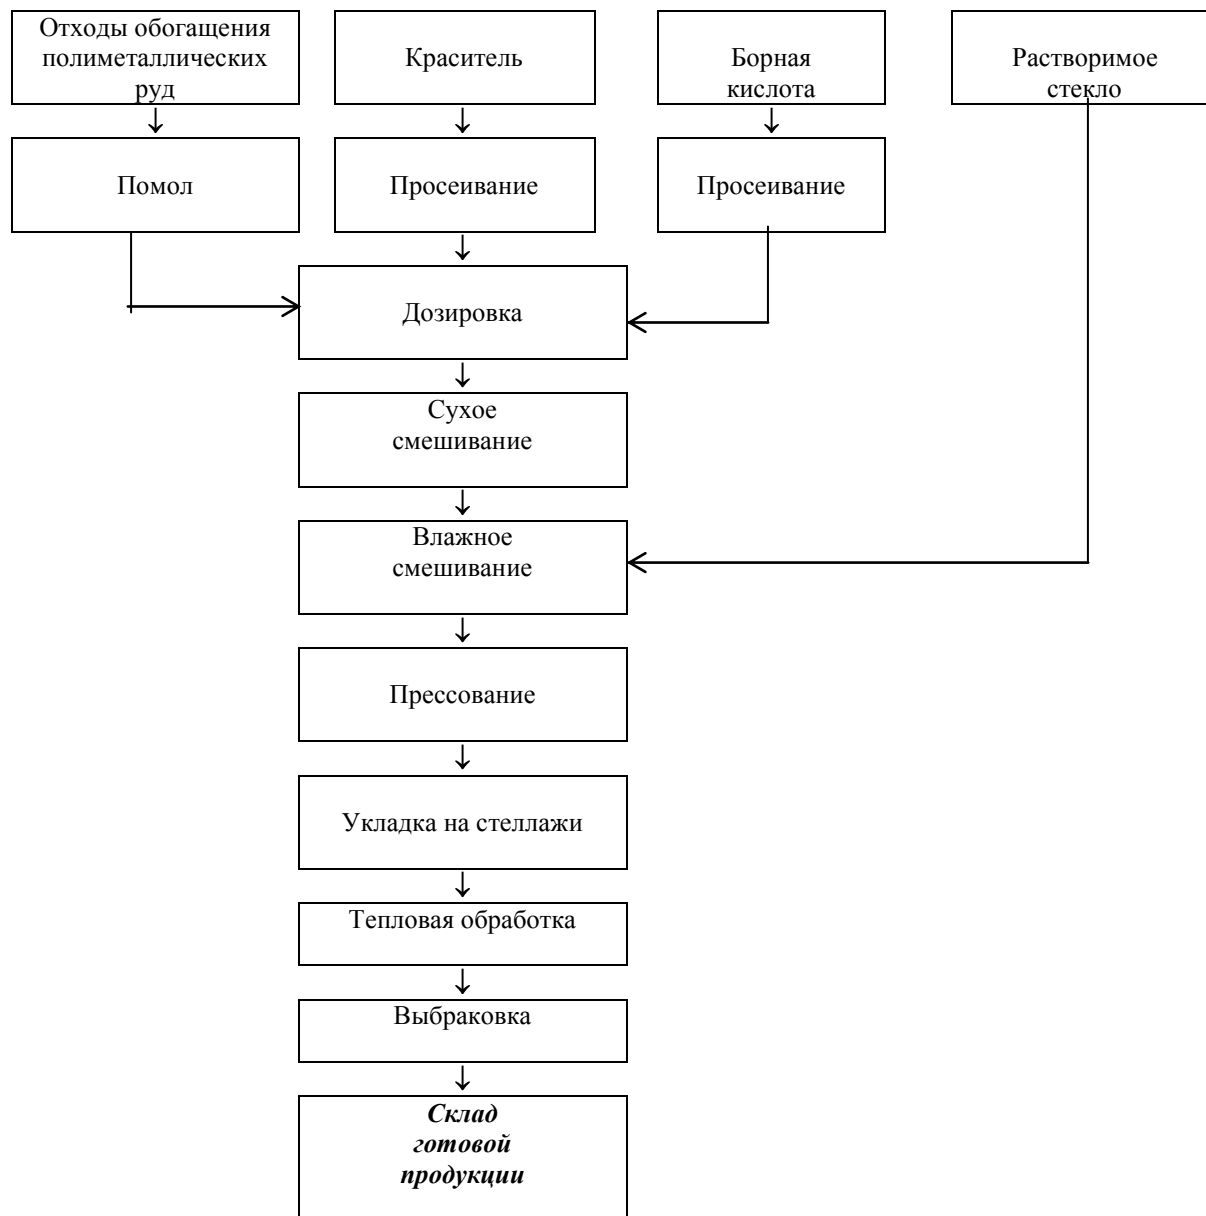 Отходы обогащения
полиметаллических
руд
Краситель
Борная
кислота
Растворимое
стекло
Помол
Просеивание
Просеивание
Дозировка
Сухое
смешивание
Влажное
смешивание
Прессование
Укладка на стеллажи
Тепловая обработка
Выбраковка
Склад
готовой
продукции